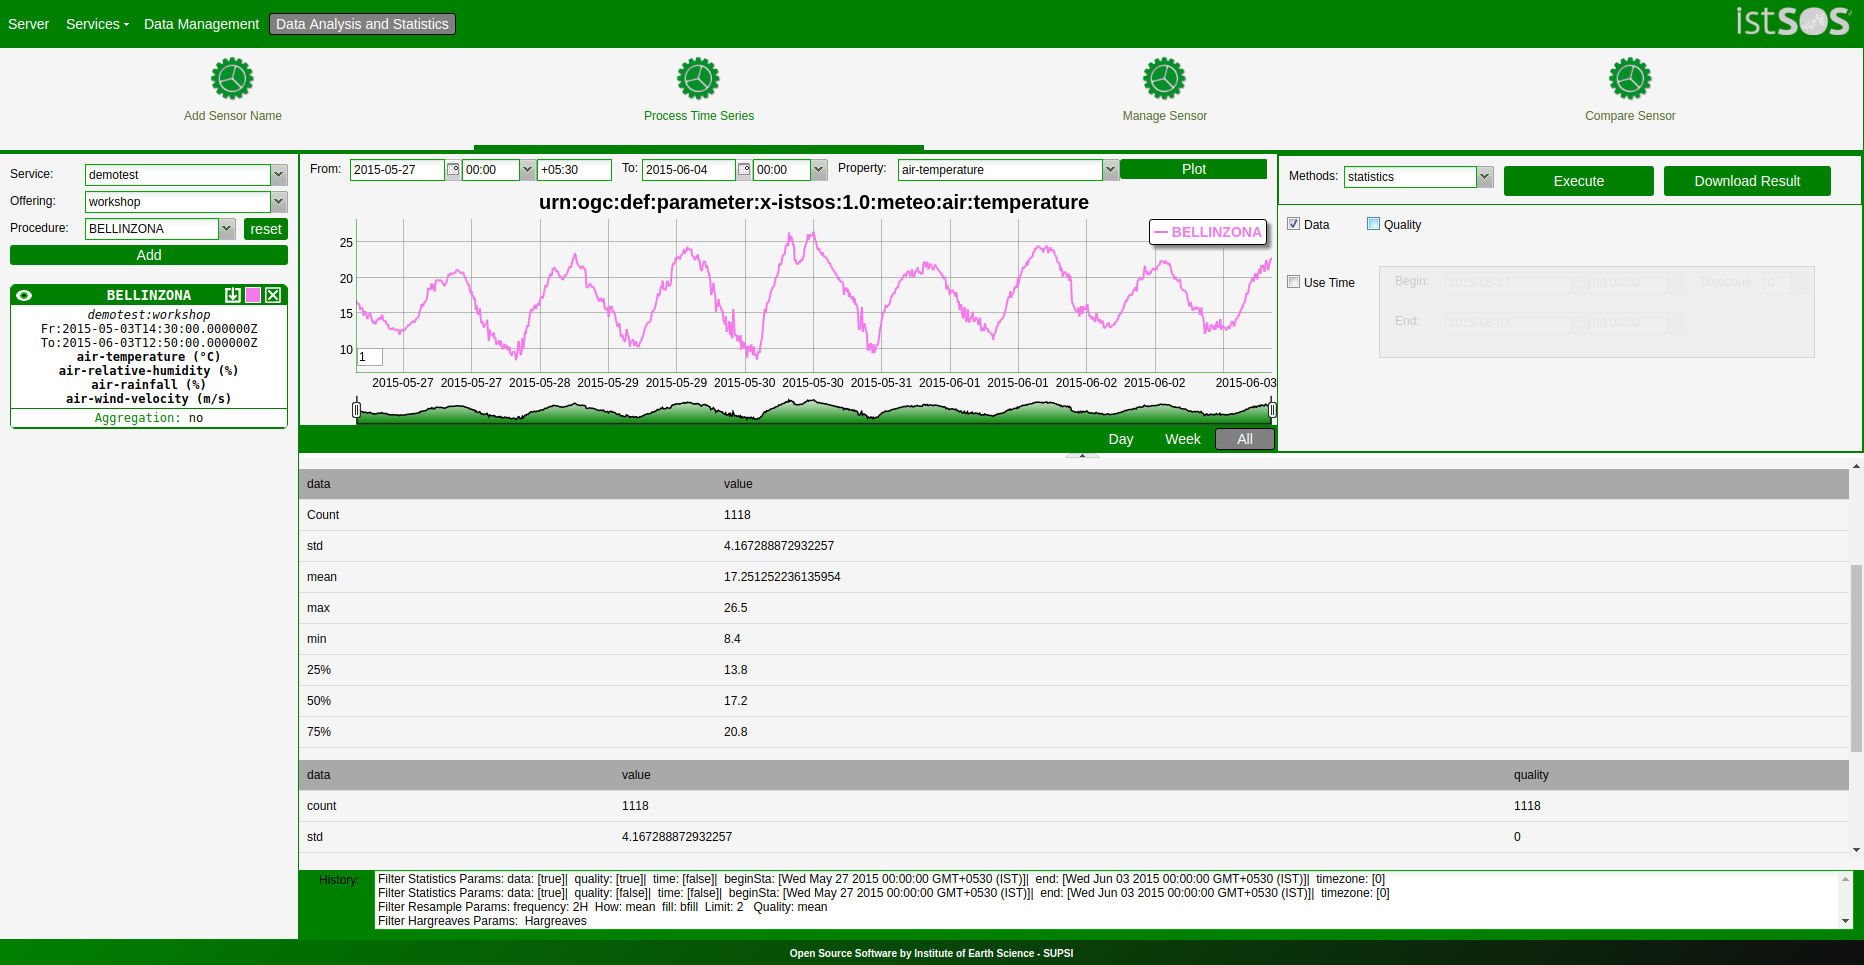 Server Services Data Management Data Analysis and Statistics istSOS
Add Sensor Name Process Time Series Manage Sensor Compare Sensor
Service: demotest
Offering: workshop
Procedure: BELLINZONA reset
Add
BELLINZONA
demotest:workshop
Fr:2015-05-03T14:30:00.000000Z
To:2015-06-03T12:50:00.000000Z
air-temperature (°C)
air-relative-humidity (%)
air-rainfall (%)
air-wind-velocity (m/s)
Aggregation: no
From: 2015-05-27 00:00 +05:30 To: 2015-06-04 00:00 Property: air-temperature Plot
urn:ogc:def:parameter:x-istsos:1.0:meteo:air:temperature
BELLINZONA
25
20
15
10
1
2015-05-27 2015-05-27 2015-05-28 2015-05-29 2015-05-29 2015-05-30 2015-05-30 2015-05-31 2015-06-01 2015-06-01 2015-06-02 2015-06-02 2015-06-03
Day Week All
Methods: statistics Execute Download Result
Data Quality
Use Time
Begin: 2015-05-27 00:00:00 Timezone: 0
End: 2015-06-03 00:00:00
data value
Count 1118
std 4.167288872932257
mean 17.251252236135954
max 26.5
min 8.4
25% 13.8
50% 17.2
75% 20.8
data value quality
count 1118 1118
std 4.167288872932257 0
History:
Filter Statistics Params: data: [true]| quality: [true]| time: [false]| beginSta: [Wed May 27 2015 00:00:00 GMT+0530 (IST)]| end: [Wed Jun 03 2015 00:00:00 GMT+0530 (IST)]| timezone: [0]
Filter Statistics Params: data: [true]| quality: [false]| time: [false]| beginSta: [Wed May 27 2015 00:00:00 GMT+0530 (IST)]| end: [Wed Jun 03 2015 00:00:00 GMT+0530 (IST)]| timezone: [0]
Filter Resample Params: frequency: 2H How: mean fill: bfill Limit: 2 Quality: mean
Filter Hargreaves Params: Hargreaves
Open Source Software by Institute of Earth Science - SUPSI